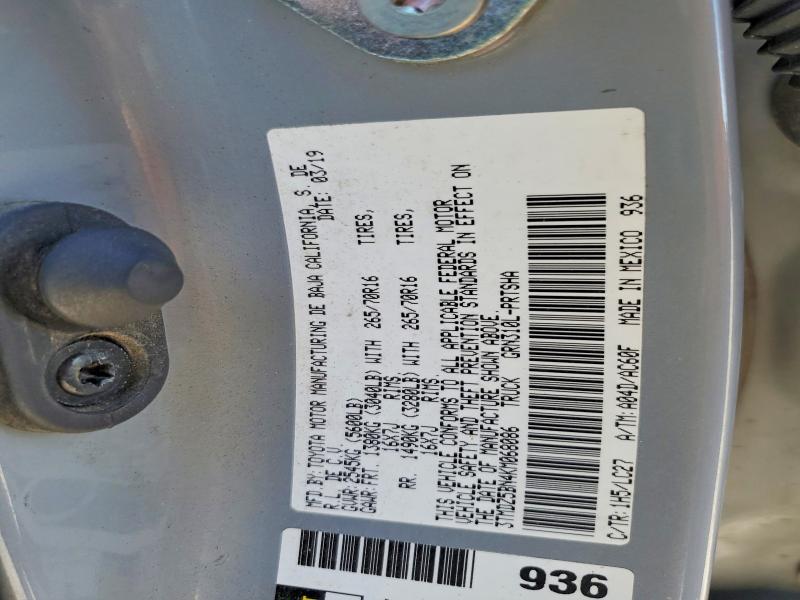 MFD BY: TOYOTA MOTOR MANUFACTURING DE BAJA CALIFORNIA, S. DE
R.L. DE C.V. DATE: 03/19
GVWR: 2545KG (5600LB)
GAWR: FRT. 1380KG (3040LB) WITH 265/70R16 TIRES,
16X7J RIMS
RR. 1490KG (3280LB) WITH 265/70R16 TIRES,
16X7J RIMS
THIS VEHICLE CONFORMS TO ALL APPLICABLE FEDERAL MOTOR
VEHICLE SAFETY AND THEFT PREVENTION STANDARDS IN EFFECT ON
THE DATE OF MANUFACTURE SHOWN ABOVE.
3TMDZ5BN4KM066086 TRUCK GRN310L-PRTSHA
C/TR:1H5/LC27 A/TM:A04D/AC60F MADE IN MEXICO 936
936